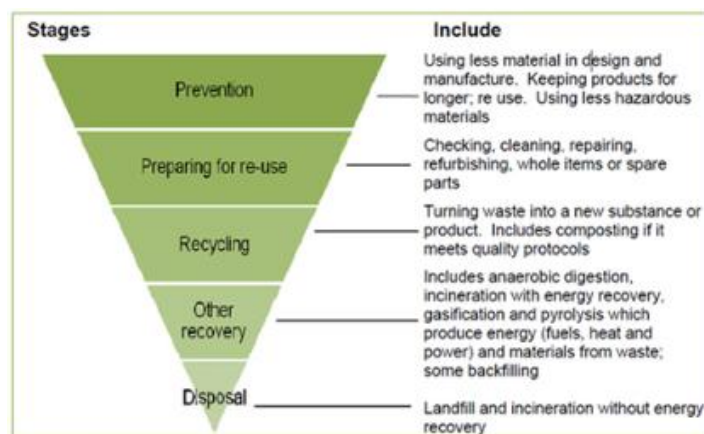 Stages
Include
Prevention
Using less material in design and
manufacture. Keeping products for
longer; re use. Using less hazardous
materials
Preparing for re-use
Checking, cleaning, repairing,
refurbishing, whole items or spare
parts
Recycling
Turning waste into a new substance or
product. Includes composting if it
meets quality protocols
Other
recovery
Includes anaerobic digestion,
incineration with energy recovery,
gasification and pyrolysis which
produce energy (fuels, heat and
power) and materials from waste;
some backfilling
Disposal
Landfill and incineration without energy
recovery